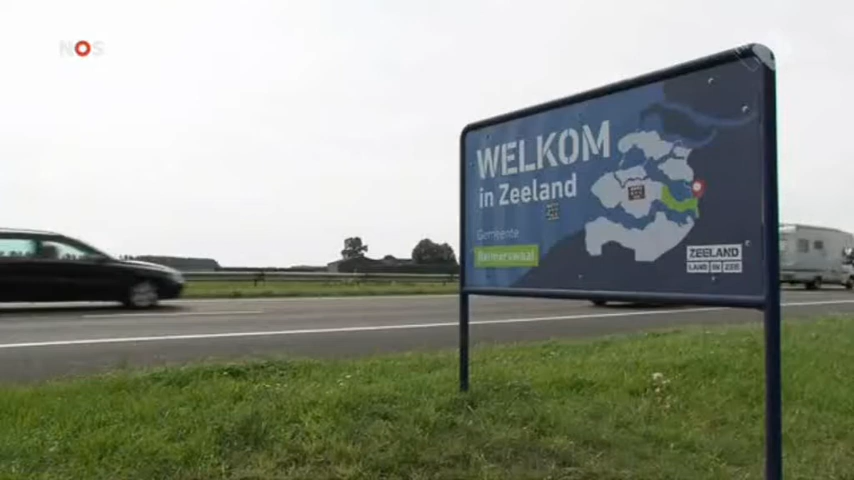 NOS
WELKOM
in Zeeland
Gemeente
Reimerswaal
ZEELAND
LAND IN ZEE